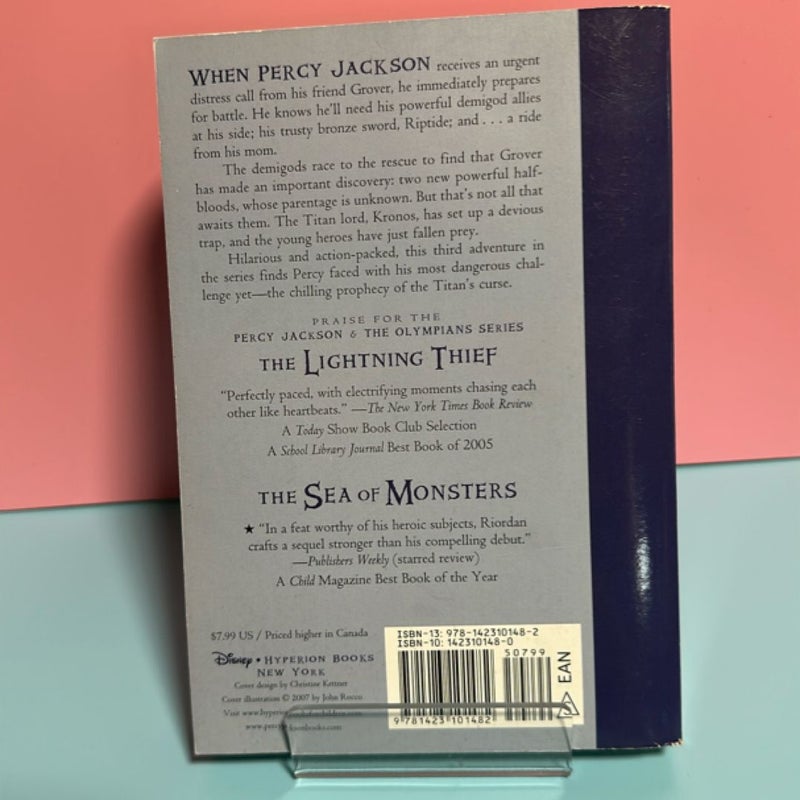 WHEN PERCY JACKSON receives an urgent
distress call from his friend Grover, he immediately prepares
for battle. He knows he'll need his powerful demigod allies
at his side; his trusty bronze sword, Riptide; and . . . a ride
from his mom.
The demigods race to the rescue to find that Grover
has made an important discovery: two new powerful half-
bloods, whose parentage is unknown. But that's not all that
awaits them. The Titan lord, Kronos, has set up a devious
trap, and the young heroes have just fallen prey.
Hilarious and action-packed, this third adventure in
the series finds Percy faced with his most dangerous chal-
lenge yet—the chilling prophecy of the Titan's curse.
PRAISE FOR THE
PERCY JACKSON & THE OLYMPIANS SERIES
THE LIGHTNING THIEF
"Perfectly paced, with electrifying moments chasing each
other like heartbeats." —The New York Times Book Review
A Today Show Book Club Selection
A School Library Journal Best Book of 2005
THE SEA OF MONSTERS
★ "In a feat worthy of his heroic subjects, Riordan
crafts a sequel stronger than his compelling debut."
—Publishers Weekly (starred review)
A Child Magazine Best Book of the Year
$7.99 US / Priced higher in Canada
Disney • HYPERION BOOKS
NEW YORK
Cover design by Christine Kettner
Cover illustration © 2007 by John Rocco
Visit
ISBN-13: 978-142310148-2
ISBN-10: 142310148-0
50799
EAN
9 781423 101482